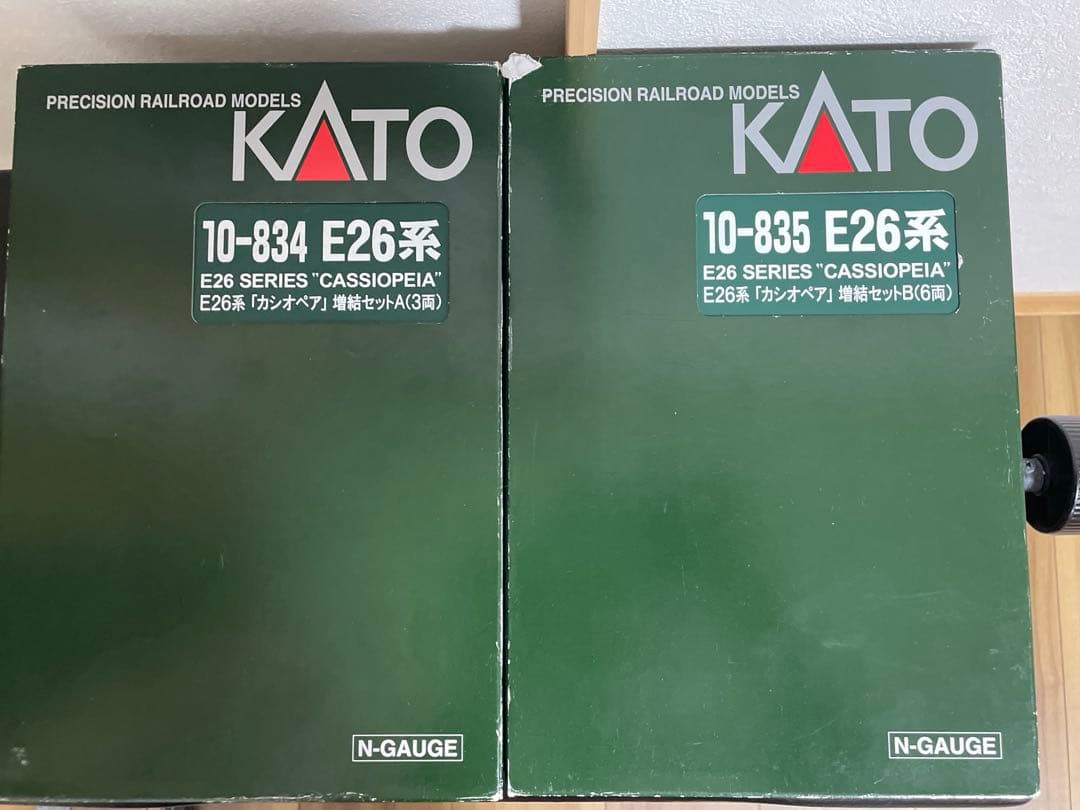 PRECISION RAILROAD MODELS
KATO
10-834 E26系
E26 SERIES "CASSIOPEIA"
E26系「カシオペア」増結セットA(3両)
N-GAUGE
PRECISION RAILROAD MODELS
KATO
10-835 E26系
E26 SERIES "CASSIOPEIA"
E26系「カシオペア」増結セットB(6両)
N-GAUGE